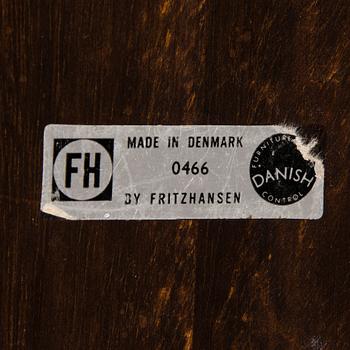 FH
MADE IN DENMARK
0466
BY FRITZHANSEN
FURNITURE
DANISH
CONTROL